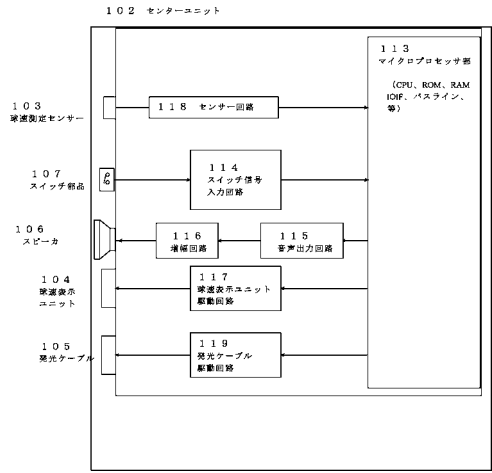 １０２ センターユニット
１１３
マイクロプロセッサ部
（CPU、ROM、RAM
IOIF、バスライン、
等）
１０３
球速測定センサー
１１８ センサー回路
１０７
スイッチ部品
１１４
スイッチ信号
入力回路
１０６
スピーカ
１１６
増幅回路
１１５
音声出力回路
１０４
球速表示
ユニット
１１７
球速表示ユニット
駆動回路
１０５
発光ケーブル
１１９
発光ケーブル
駆動回路